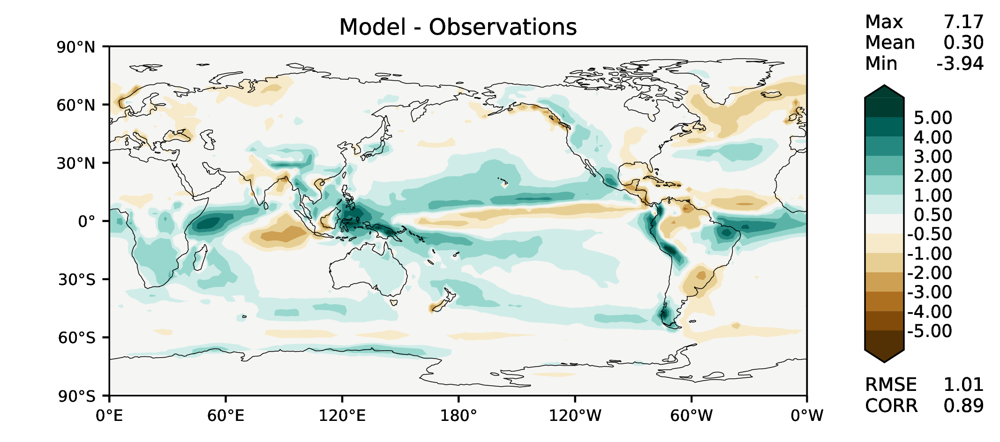 Model - Observations
Max 7.17
Mean 0.30
Min -3.94
90°N
60°N
30°N
0°
30°S
60°S
90°S
0°E 60°E 120°E 180° 120°W 60°W 0°W
5.00
4.00
3.00
2.00
1.00
0.50
-0.50
-1.00
-2.00
-3.00
-4.00
-5.00
RMSE 1.01
CORR 0.89